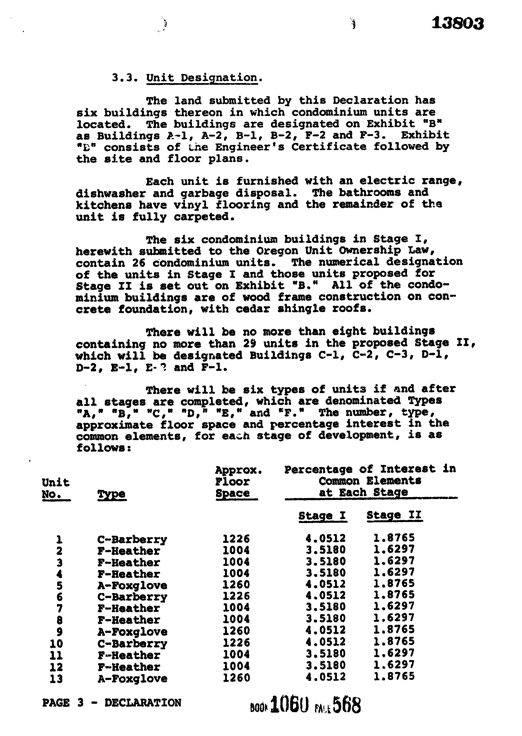 13803
3.3. Unit Designation.
The land submitted by this Declaration has
six buildings thereon in which condominium units are
located. The buildings are designated on Exhibit "B"
as Buildings A-1, A-2, B-1, B-2, F-2 and F-3. Exhibit
consists of the Engineer's Certificate followed by
the site and floor plans.
Each unit is furnished with an electric range,
dishwasher and garbage disposal. The bathrooms and
kitchens have vinyl flooring and the remainder of the
unit is fully carpeted.
The six condominium buildings in Stage I,
herewith submitted to the Oregon Unit Ownership Law,
contain 26 condominium units. The numerical designation
of the units in Stage I and those units proposed for
Stage II is set out on Exhibit "B." All of the condo-
minium buildings are of wood frame construction on con-
crete foundation, with cedar shingle roofs.
There will be no more than eight buildings
containing no more than 29 units in the proposed Stage II,
which will be designated Buildings C-1, C-2, C-3, D-1,
D-2, E-1, E-2 and F-1.
There will be six types of units if and after
all stages are completed, which are denominated Types
"A," "B," "C," "D," "E," and "F." The number, type,
approximate floor space and percentage interest in the
common elements, for each stage of development, is as
follows:
Approx. Percentage of Interest in
Unit Floor Common Elements
No. Type Space at Each Stage
Stage I Stage II
1 C-Barberry 1226 4.0512 1.8765
2 F-Heather 1004 3.5180 1.6297
3 F-Heather 1004 3.5180 1.6297
4 F-Heather 1004 3.5180 1.6297
5 A-Foxglove 1260 4.0512 1.8765
6 C-Barberry 1226 4.0512 1.8765
7 F-Heather 1004 3.5180 1.6297
8 F-Heather 1004 3.5180 1.6297
9 A-Foxglove 1260 4.0512 1.8765
10 C-Barberry 1226 4.0512 1.8765
11 F-Heather 1004 3.5180 1.6297
12 F-Heather 1004 3.5180 1.6297
13 A-Foxglove 1260 4.0512 1.8765
PAGE 3 - DECLARATION BOOK 1060 PAGE 568